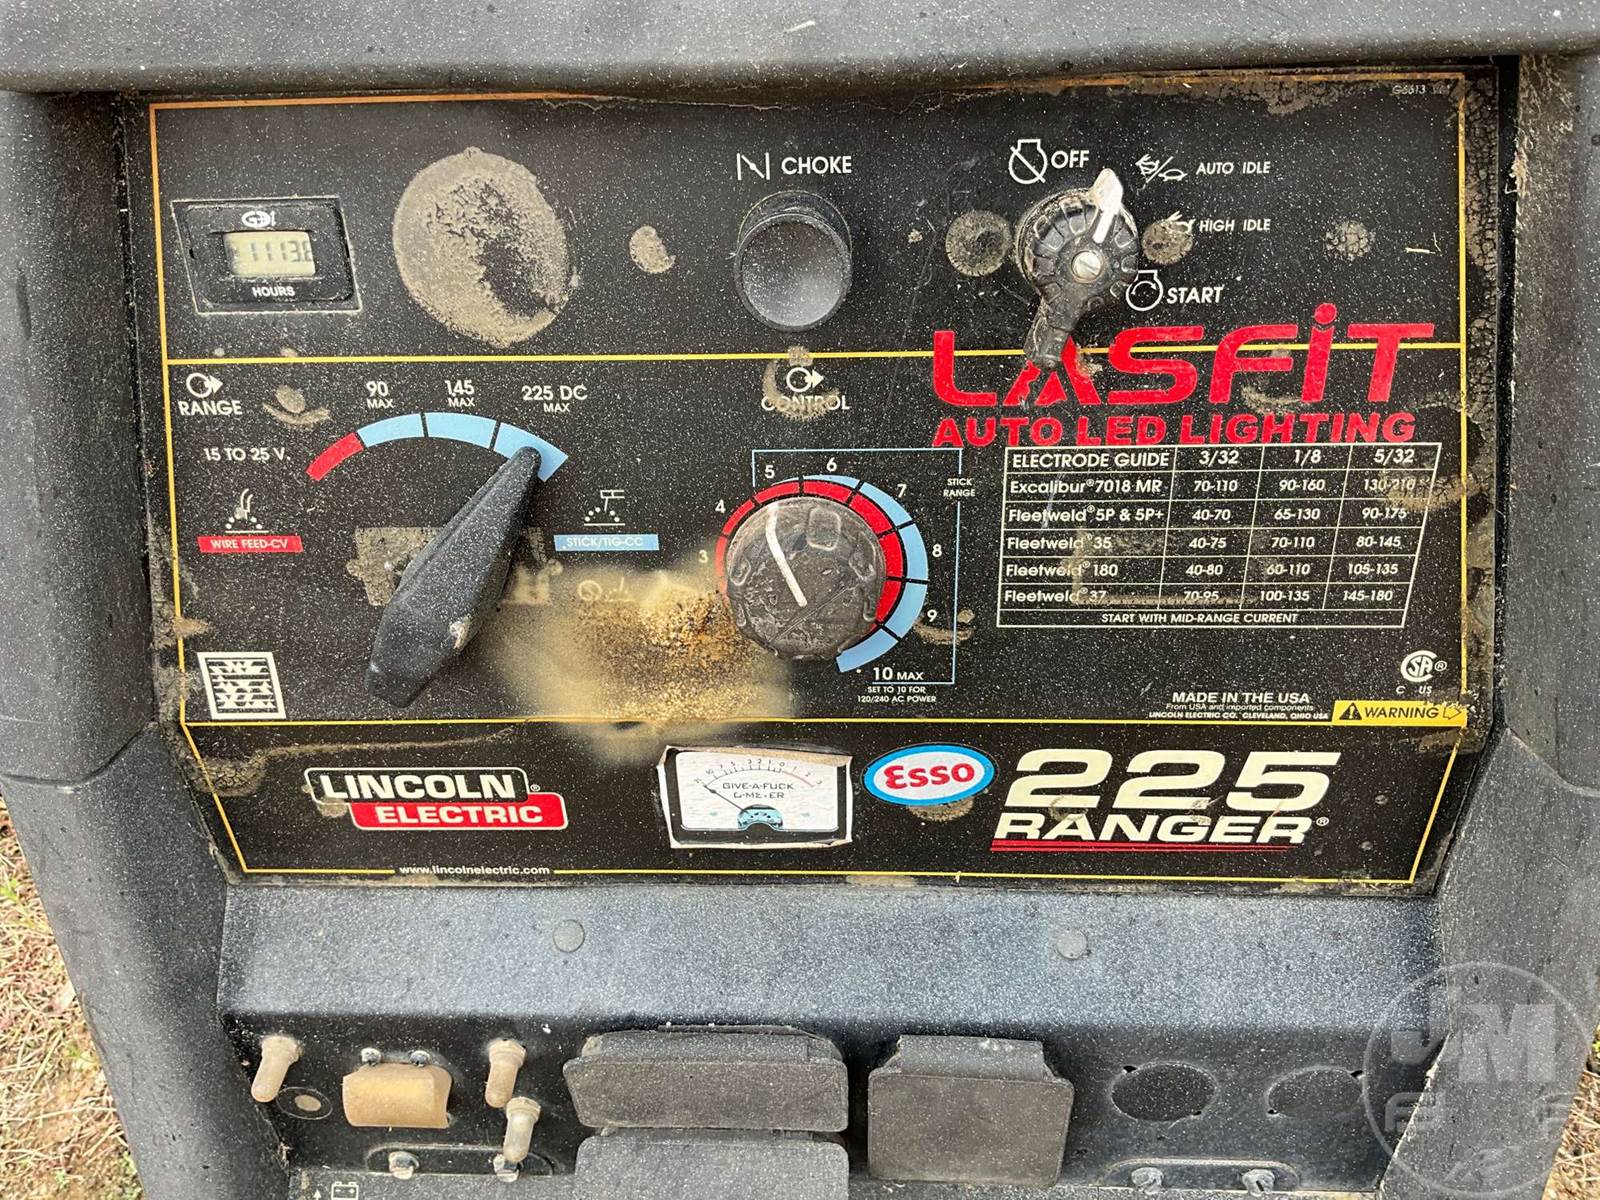 G5613 VM
CHOKE
OFF
AUTO IDLE
HIGH IDLE
START
1113.8
HOURS
LASFIT
AUTO LED LIGHTING
RANGE
90 MAX
145 MAX
225 DC MAX
15 TO 25 V.
WIRE FEED-CV
STICK/TIG-CC
CONTROL
3
4
5
6
7
8
9
10 MAX
STICK RANGE
SET TO 10 FOR
120/240 AC POWER
ELECTRODE GUIDE 3/32 1/8 5/32
Excalibur® 7018 MR 70-110 90-160 130-210
Fleetweld® 5P & 5P+ 40-70 65-130 90-175
Fleetweld® 35 40-75 70-110 80-145
Fleetweld® 180 40-80 60-110 105-135
Fleetweld® 37 70-95 100-135 145-180
START WITH MID-RANGE CURRENT
CSA®
C US
MADE IN THE USA
From USA and imported components
LINCOLN ELECTRIC CO. CLEVELAND, OHIO USA
WARNING
LINCOLN®
ELECTRIC
www.lincolnelectric.com
GIVE-A-FUCK
O-METER
Esso
225
RANGER®